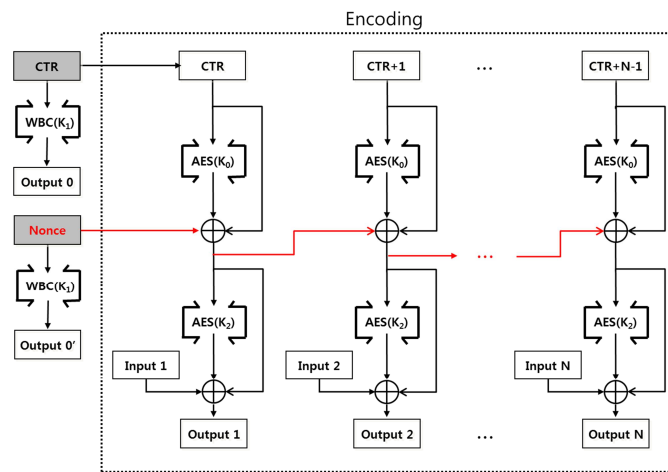 Encoding
CTR
CTR
CTR+1
...
CTR+N-1
WBC(K₁)
AES(K₀)
AES(K₀)
AES(K₀)
Output 0
Nonce
...
WBC(K₁)
AES(K₂)
AES(K₂)
AES(K₂)
Output 0'
Input 1
Input 2
Input N
Output 1
Output 2
...
Output N